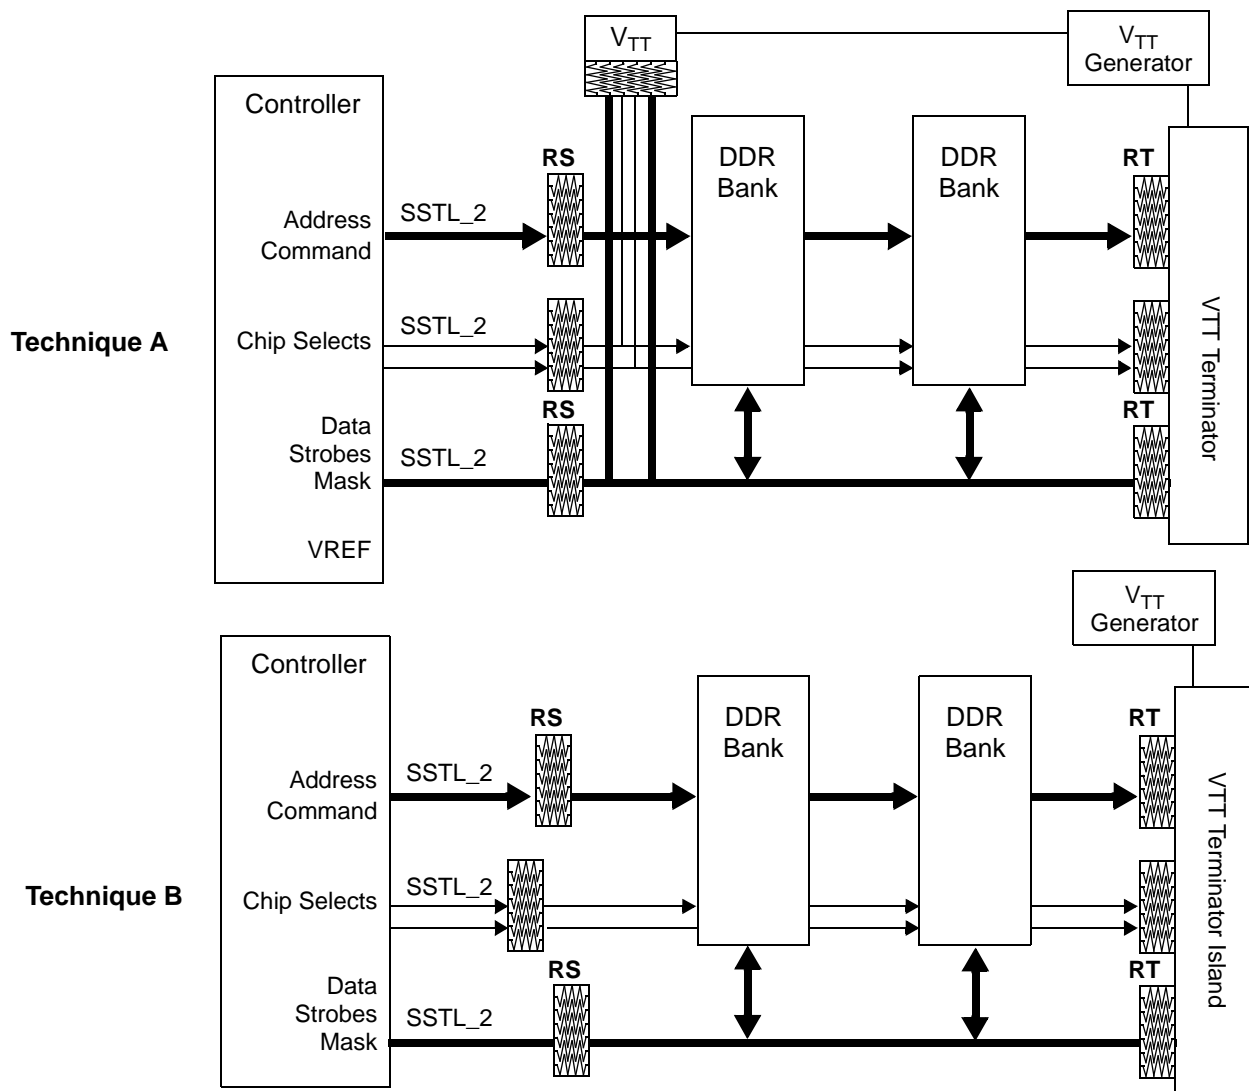 VTT
VTT
Generator
Controller
RS
DDR
Bank
DDR
Bank
RT
Address
Command
SSTL_2
Technique A
Chip Selects
SSTL_2
RS
RT
Data
Strobes
Mask
SSTL_2
VREF
VTT Terminator
VTT
Generator
Controller
RS
DDR
Bank
DDR
Bank
RT
Address
Command
SSTL_2
Technique B
Chip Selects
SSTL_2
RS
RT
Data
Strobes
Mask
SSTL_2
VTT Terminator Island